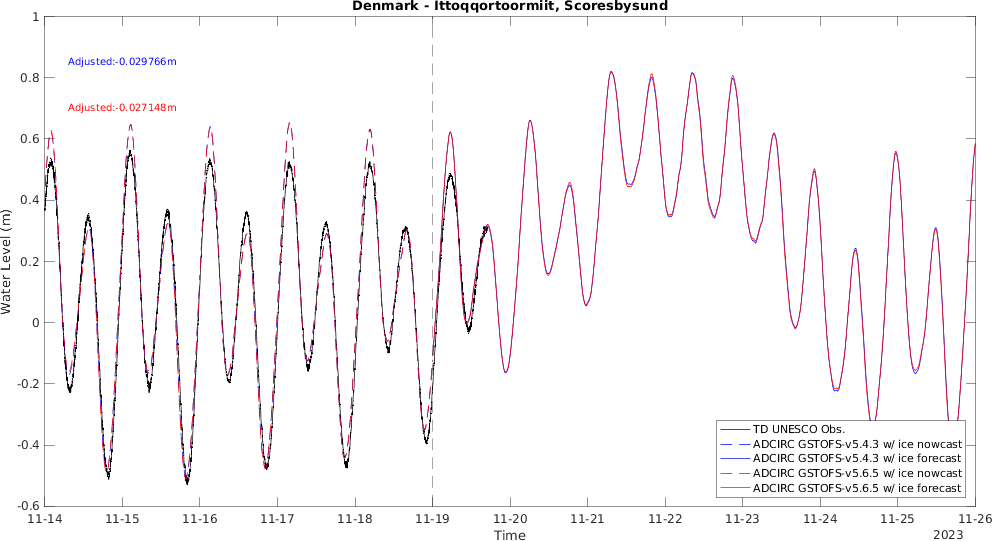 Denmark - Ittoqqortoormiit, Scoresbysund
1
0.8
0.6
0.4
0.2
0
-0.2
-0.4
-0.6
Water Level (m)
Adjusted:-0.029766m
Adjusted:-0.027148m
TD UNESCO Obs.
ADCIRC GSTOFS-v5.4.3 w/ ice nowcast
ADCIRC GSTOFS-v5.4.3 w/ ice forecast
ADCIRC GSTOFS-v5.6.5 w/ ice nowcast
ADCIRC GSTOFS-v5.6.5 w/ ice forecast
11-14 11-15 11-16 11-17 11-18 11-19 11-20 11-21 11-22 11-23 11-24 11-25 11-26
Time
2023